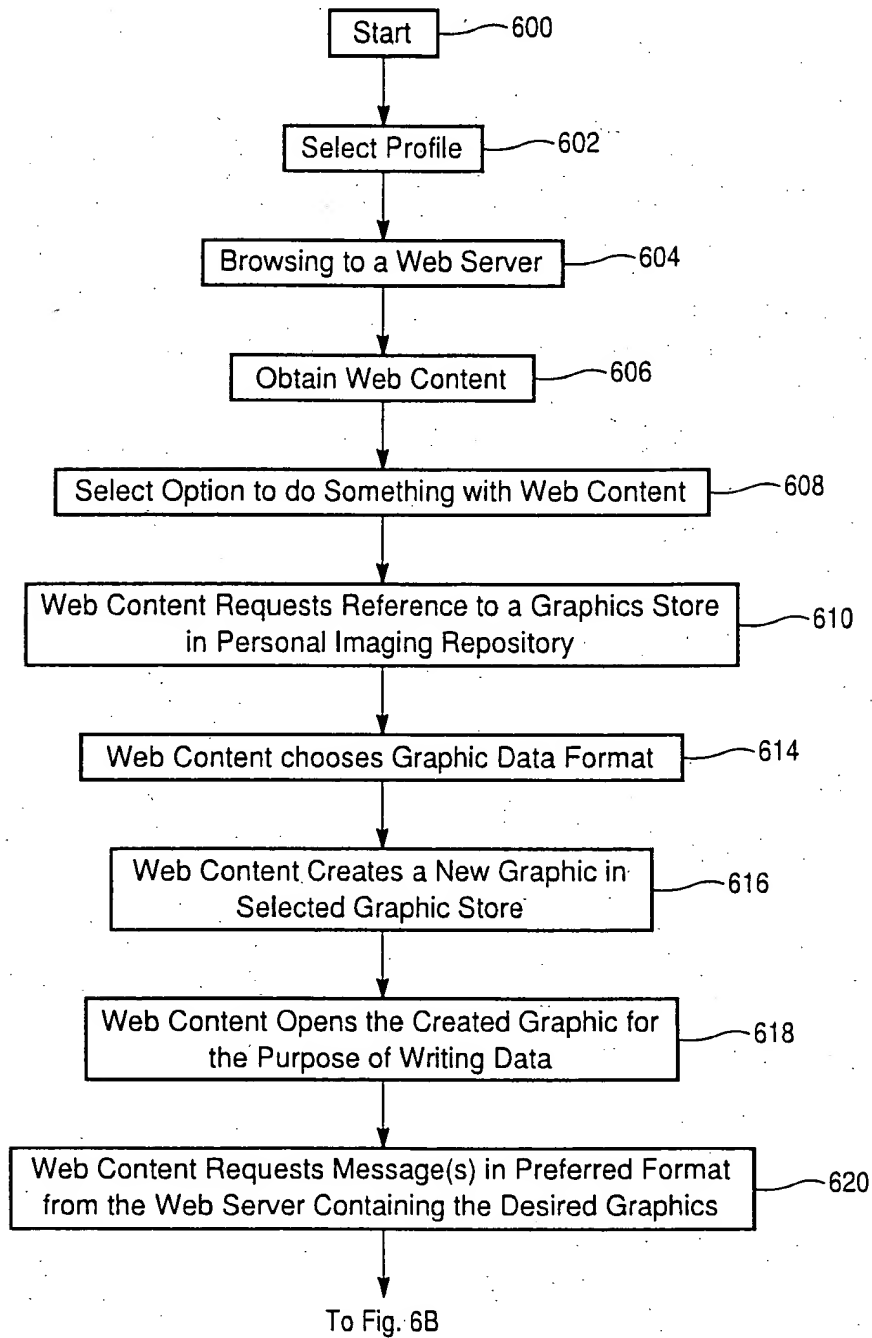 Start
600
Select Profile
602
Browsing to a Web Server
604
Obtain Web Content
606
Select Option to do Something with Web Content
608
Web Content Requests Reference to a Graphics Store
in Personal Imaging Repository
610
Web Content chooses Graphic Data Format
614
Web Content Creates a New Graphic in
Selected Graphic Store
616
Web Content Opens the Created Graphic for
the Purpose of Writing Data
618
Web Content Requests Message(s) in Preferred Format
from the Web Server Containing the Desired Graphics
620
To Fig. 6B